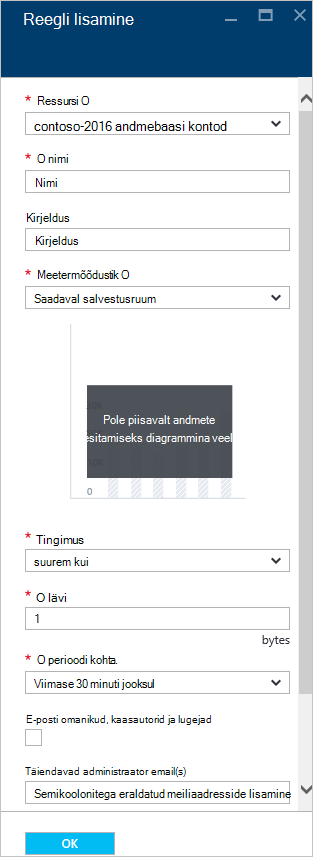 Reegli lisamine
* Ressursi O
contoso-2016 andmebaasi kontod
* O nimi
Nimi
Kirjeldus
Kirjeldus
* Meetermõõdustik O
Saadaval salvestusruum
Pole piisavalt andmete
esitamiseks diagrammina veel
0
* Tingimus
suurem kui
* O lävi
1
bytes
* O perioodi kohta.
Viimase 30 minuti jooksul
E-posti omanikud, kaasautorid ja lugejad
Täiendavad administraator email(s)
Semikoolonitega eraldatud meiliaadresside lisamine
OK